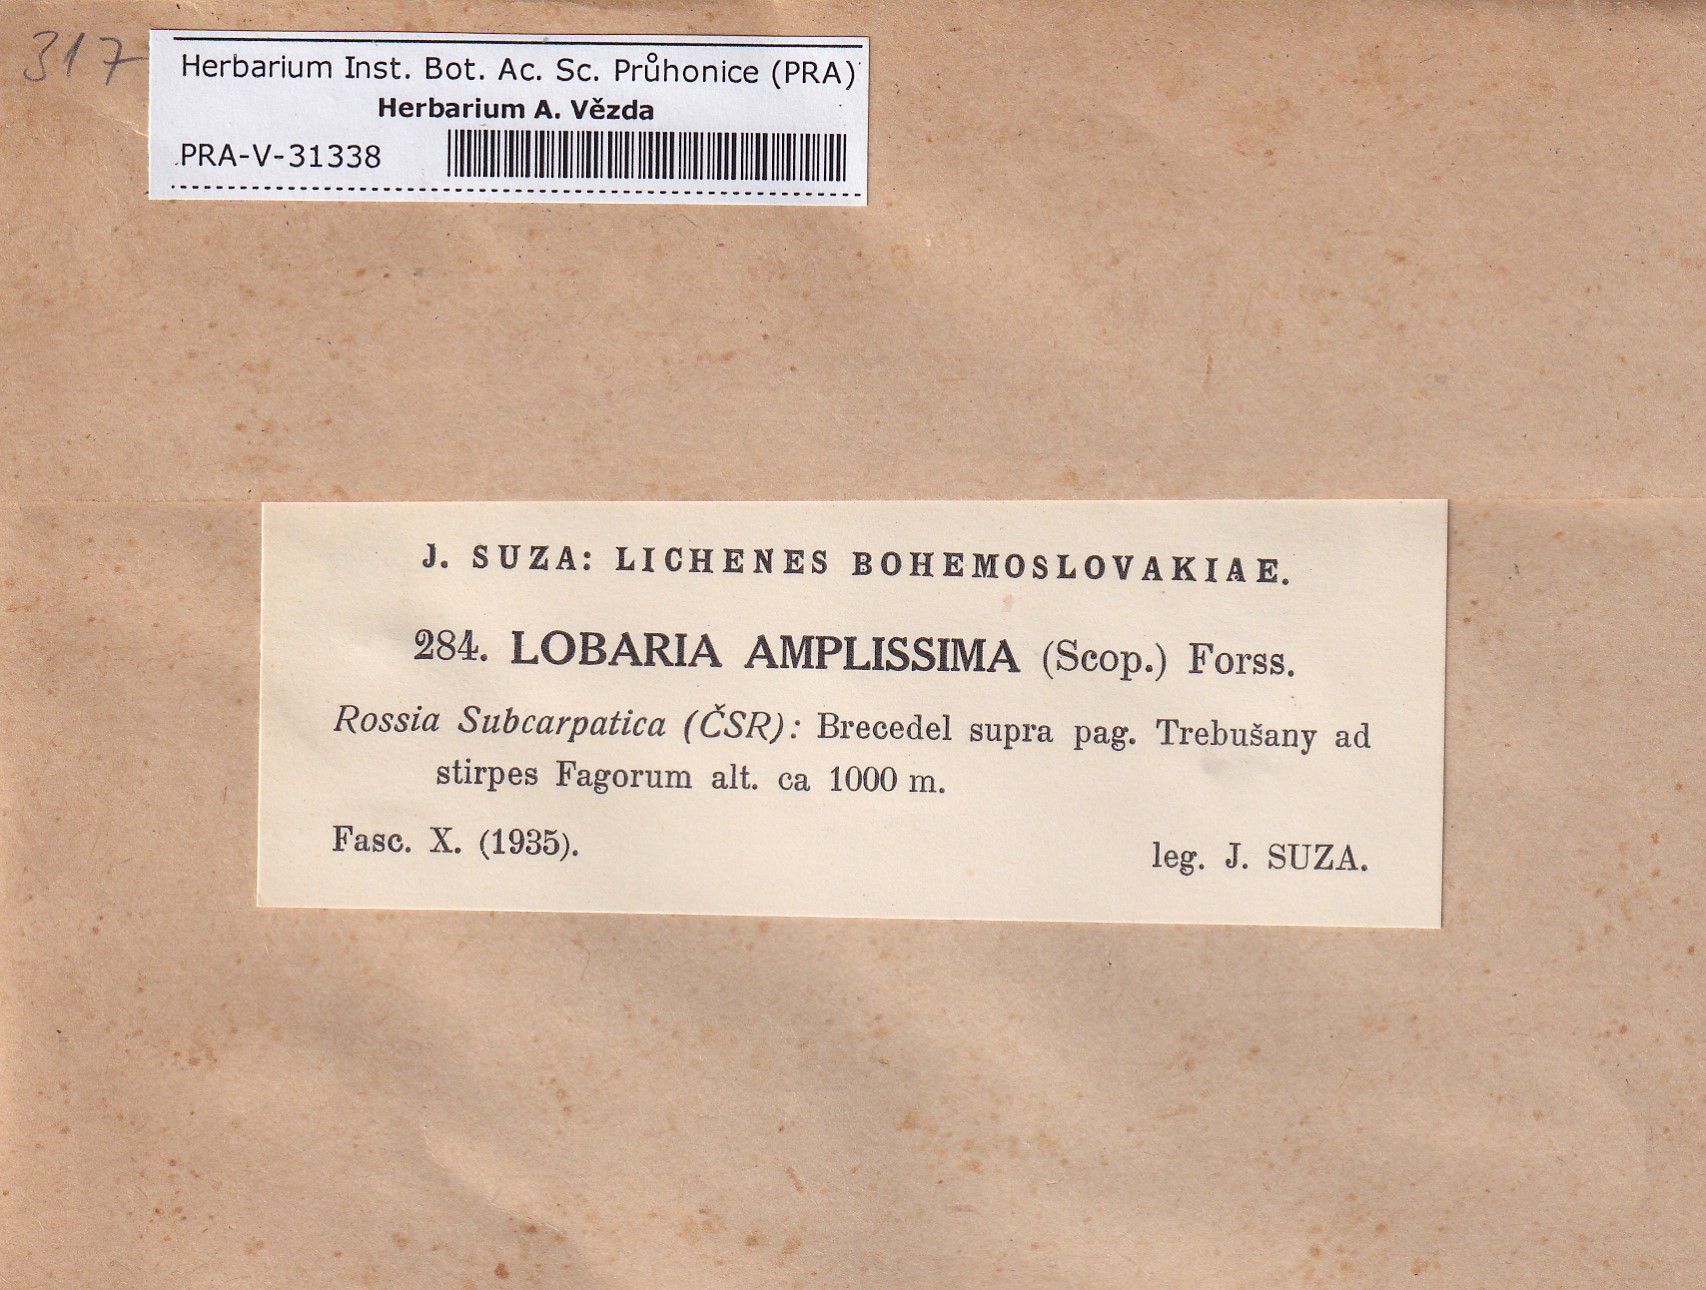 317
Herbarium Inst. Bot. Ac. Sc. Průhonice (PRA)
Herbarium A. Vězda
PRA-V-31338
J. SUZA: LICHENES BOHEMOSLOVAKIAE.
284. LOBARIA AMPLISSIMA (Scop.) Forss.
Rossia Subcarpatica (ČSR): Brecedel supra pag. Trebušany ad
stirpes Fagorum alt. ca 1000 m.
Fasc. X. (1935).
leg. J. SUZA.